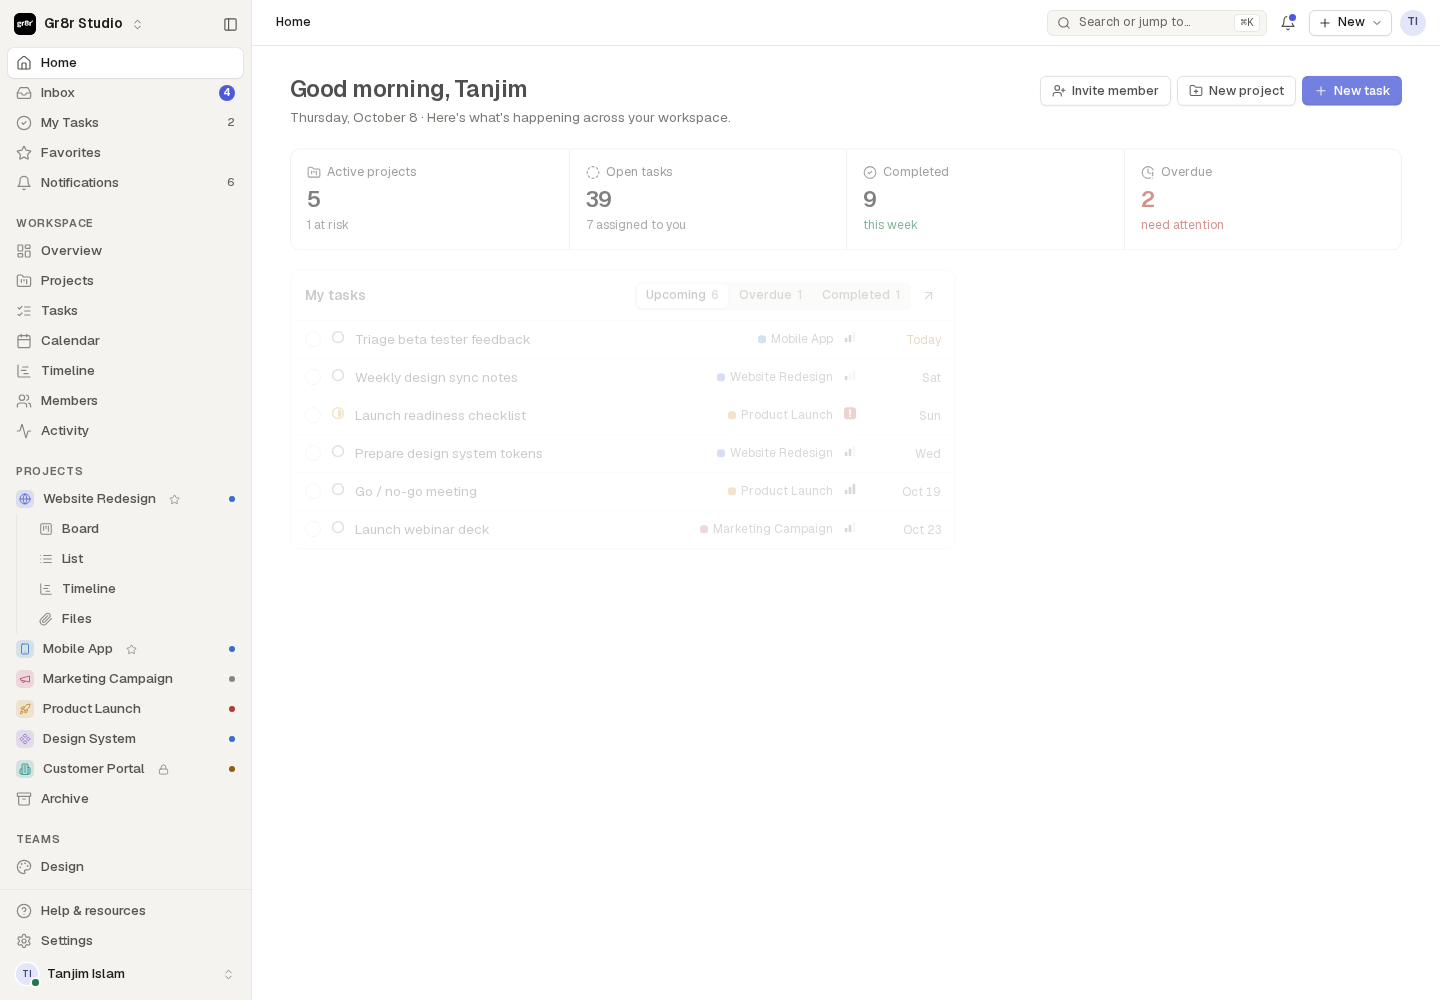 gr8r Gr8r Studio
Home
Inbox 4
My Tasks 2
Favorites
Notifications 6
WORKSPACE
Overview
Projects
Tasks
Calendar
Timeline
Members
Activity
PROJECTS
Website Redesign
Board
List
Timeline
Files
Mobile App
Marketing Campaign
Product Launch
Design System
Customer Portal
Archive
TEAMS
Design
Help & resources
Settings
TI Tanjim Islam
Home
Search or jump to... ⌘K
New
TI
Good morning, Tanjim
Thursday, October 8 · Here's what's happening across your workspace.
Invite member
New project
New task
Active projects
5
1 at risk
Open tasks
39
7 assigned to you
Completed
9
this week
Overdue
2
need attention
My tasks
Upcoming 6 Overdue 1 Completed 1
Triage beta tester feedback Mobile App Today
Weekly design sync notes Website Redesign Sat
Launch readiness checklist Product Launch Sun
Prepare design system tokens Website Redesign Wed
Go / no-go meeting Product Launch Oct 19
Launch webinar deck Marketing Campaign Oct 23